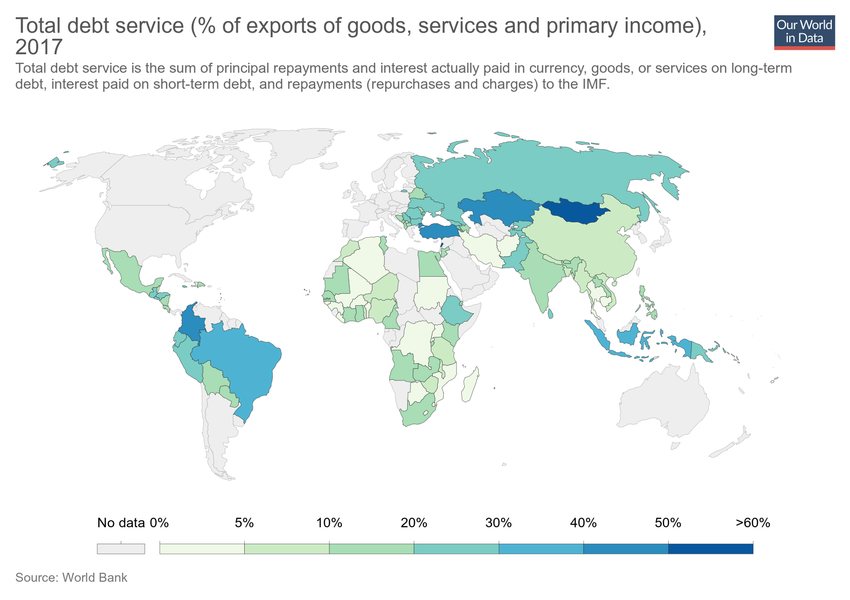 Total debt service (% of exports of goods, services and primary income),
2017
Our World
in Data
Total debt service is the sum of principal repayments and interest actually paid in currency, goods, or services on long-term
debt, interest paid on short-term debt, and repayments (repurchases and charges) to the IMF.
No data 0% 5% 10% 20% 30% 40% 50% >60%
Source: World Bank